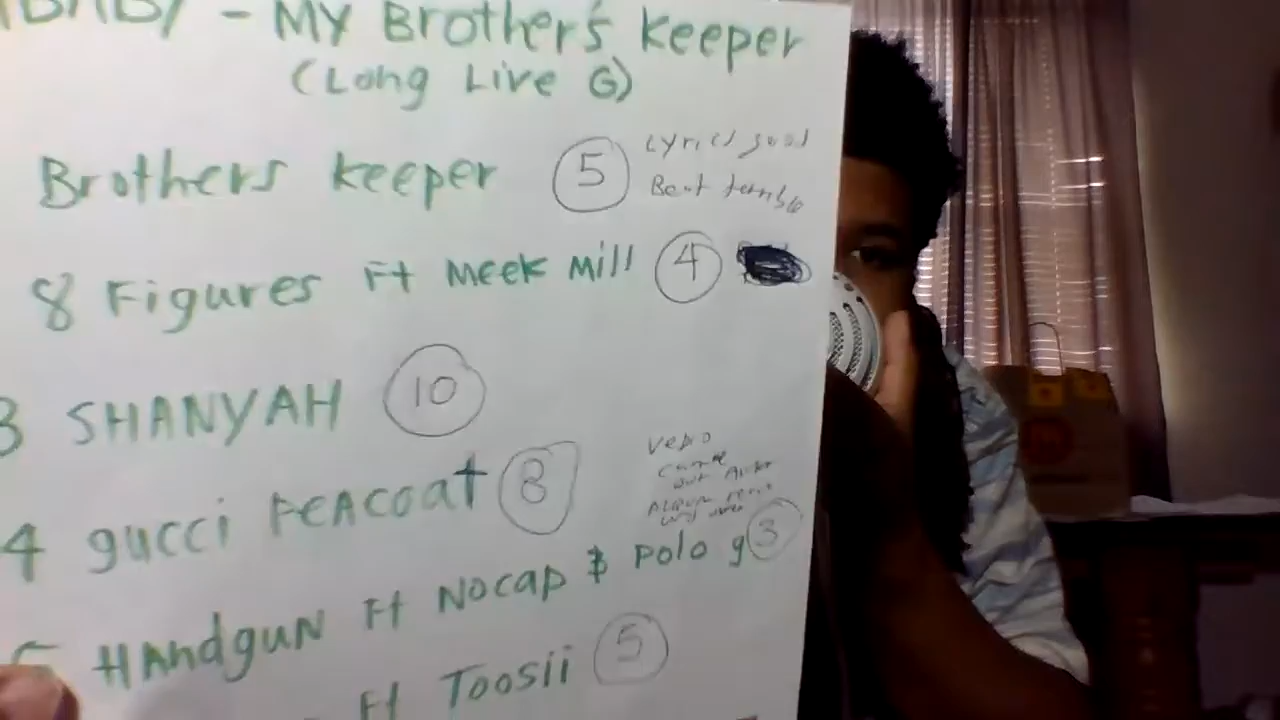 - MY Brother's Keeper
(Long Live G)
Brothers Keeper 5 Lyrics good
Beat terrible
8 Figures Ft Meek Mill 4
3 SHANYAH 10
4 gucci PEACoat 8
5 HAndguN Ft Nocap & polo g 3
Ft Toosii 5